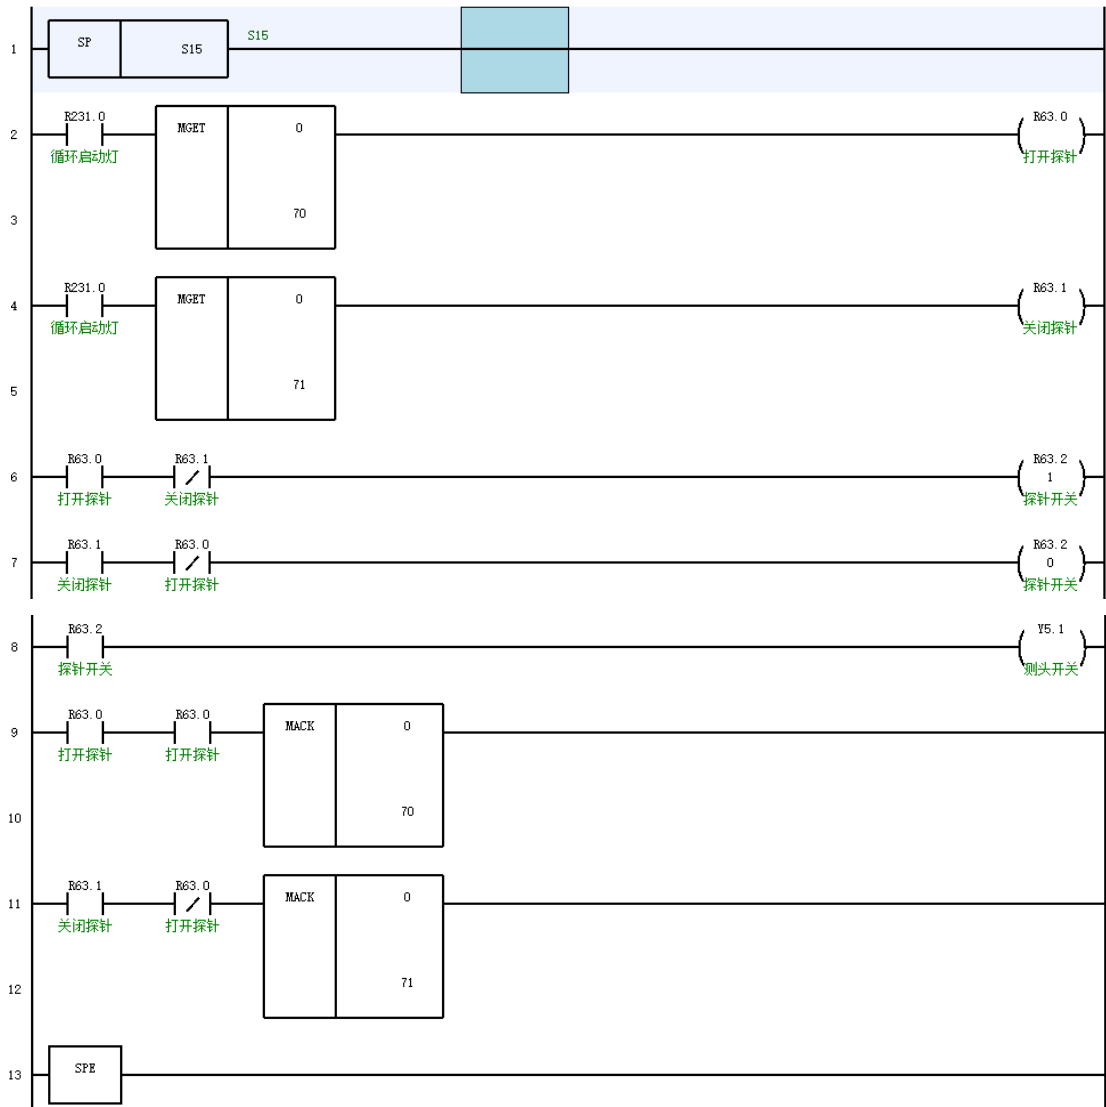 1 SP S15 S15
R231.0 R63.0
2 MGET 0
循环启动灯 打开探针
3 70
R231.0 R63.1
4 MGET 0
循环启动灯 关闭探针
5 71
R63.0 R63.1 R63.2
6 1
打开探针 关闭探针 探针开关
R63.1 R63.0 R63.2
7 0
关闭探针 打开探针 探针开关
R63.2 Y5.1
8
探针开关 测头开关
R63.0 R63.0
9 MACK 0
打开探针 打开探针
10 70
R63.1 R63.0
11 MACK 0
关闭探针 打开探针
12 71
13 SPE